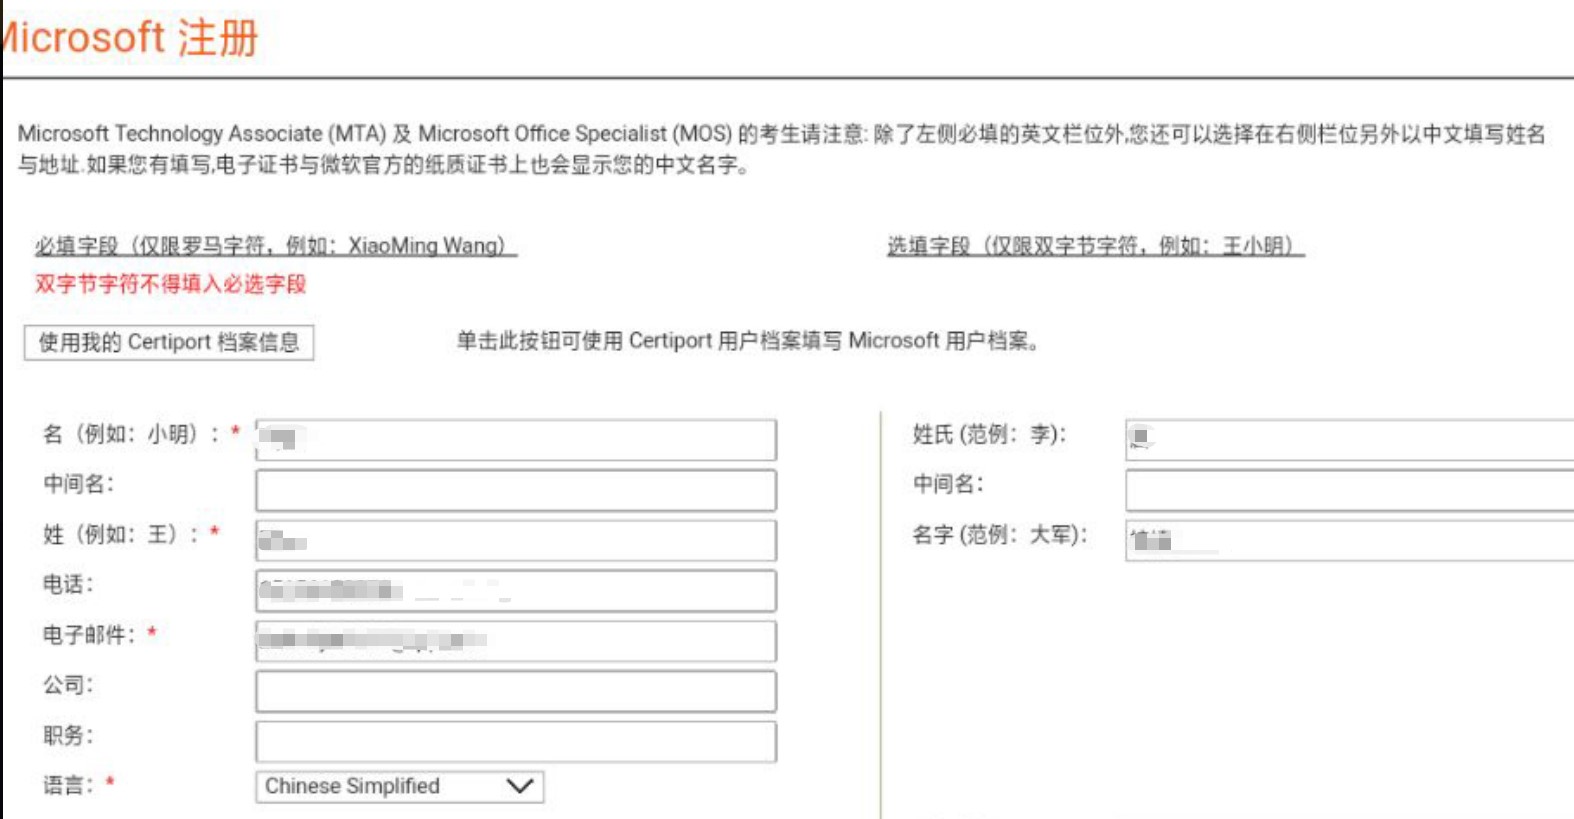 Microsoft 注册
Microsoft Technology Associate (MTA) 及 Microsoft Office Specialist (MOS) 的考生请注意: 除了左侧必填的英文栏位外,您还可以选择在右侧栏位另外以中文填写姓名
与地址.如果您有填写,电子证书与微软官方的纸质证书上也会显示您的中文名字。
必填字段（仅限罗马字符，例如：XiaoMing Wang）
选填字段（仅限双字节字符，例如：王小明）
双字节字符不得填入必选字段
使用我的 Certiport 档案信息
单击此按钮可使用 Certiport 用户档案填写 Microsoft 用户档案。
名（例如：小明）：*
中间名：
姓（例如：王）：*
电话：
电子邮件：*
公司：
职务：
语言：*
Chinese Simplified
姓氏 (范例：李)：
中间名：
名字 (范例：大军)：